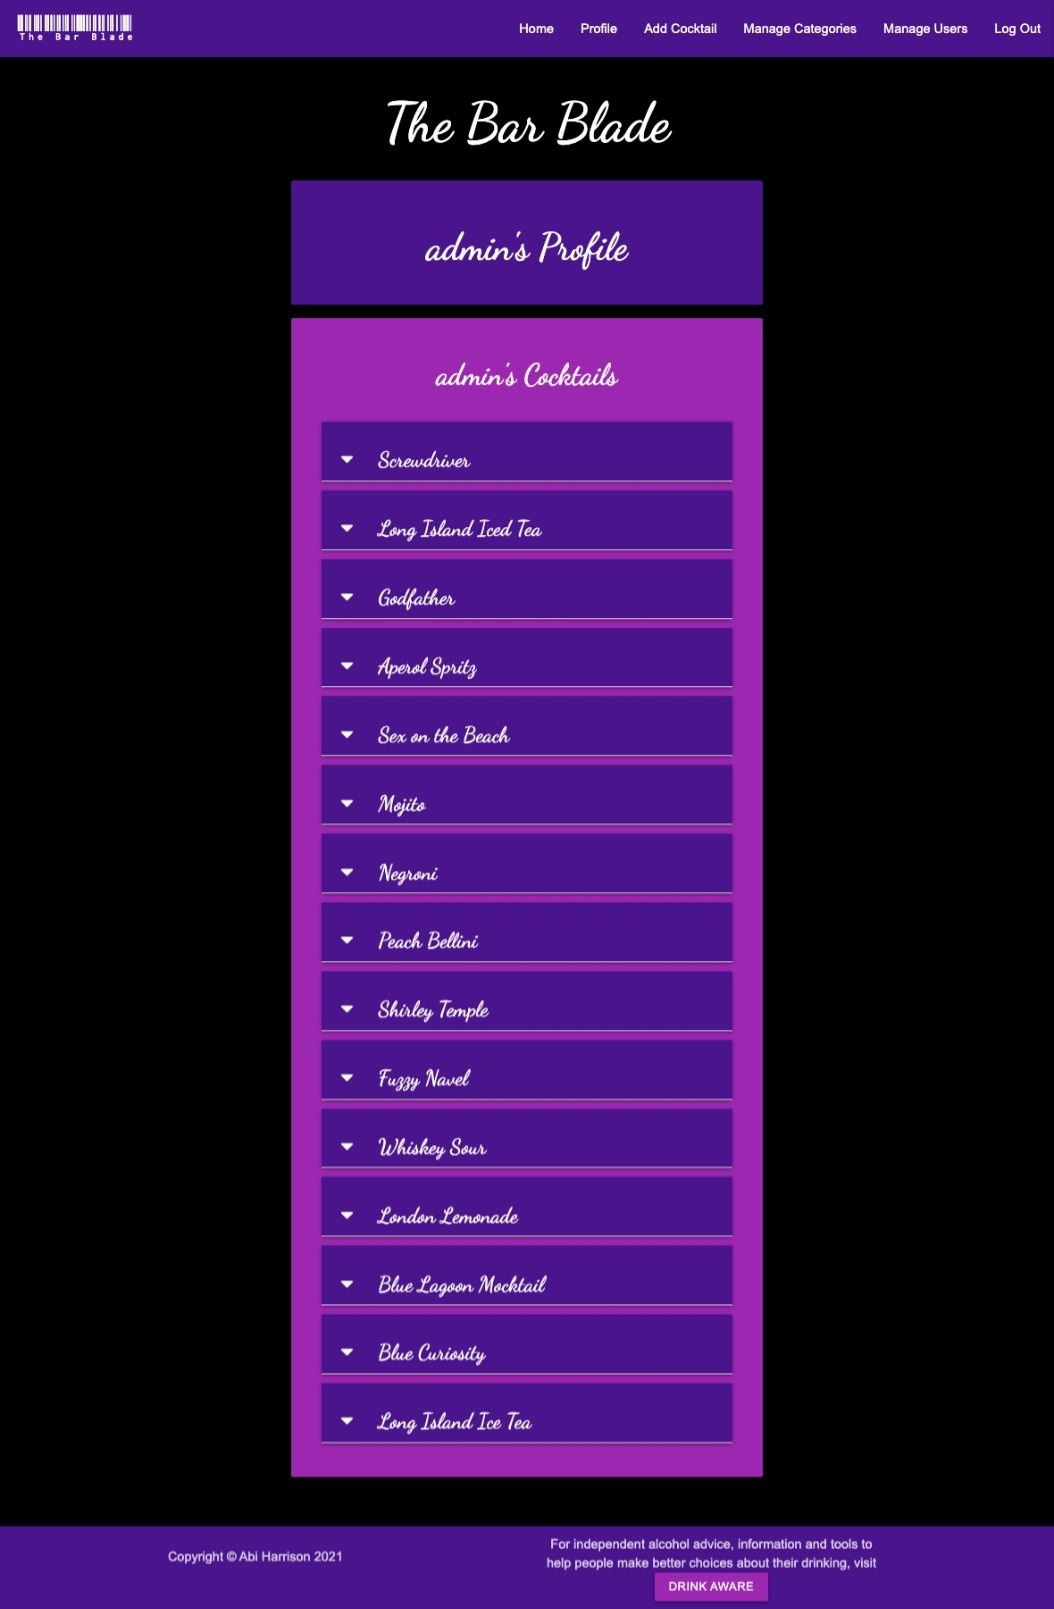 The Bar Blade
Home Profile Add Cocktail Manage Categories Manage Users Log Out
The Bar Blade
admin's Profile
admin's Cocktails
Screwdriver
Long Island Iced Tea
Godfather
Aperol Spritz
Sex on the Beach
Mojito
Negroni
Peach Bellini
Shirley Temple
Fuzzy Navel
Whiskey Sour
London Lemonade
Blue Lagoon Mocktail
Blue Curiosity
Long Island Ice Tea
Copyright © Abi Harrison 2021
For independent alcohol advice, information and tools to
help people make better choices about their drinking, visit
DRINK AWARE